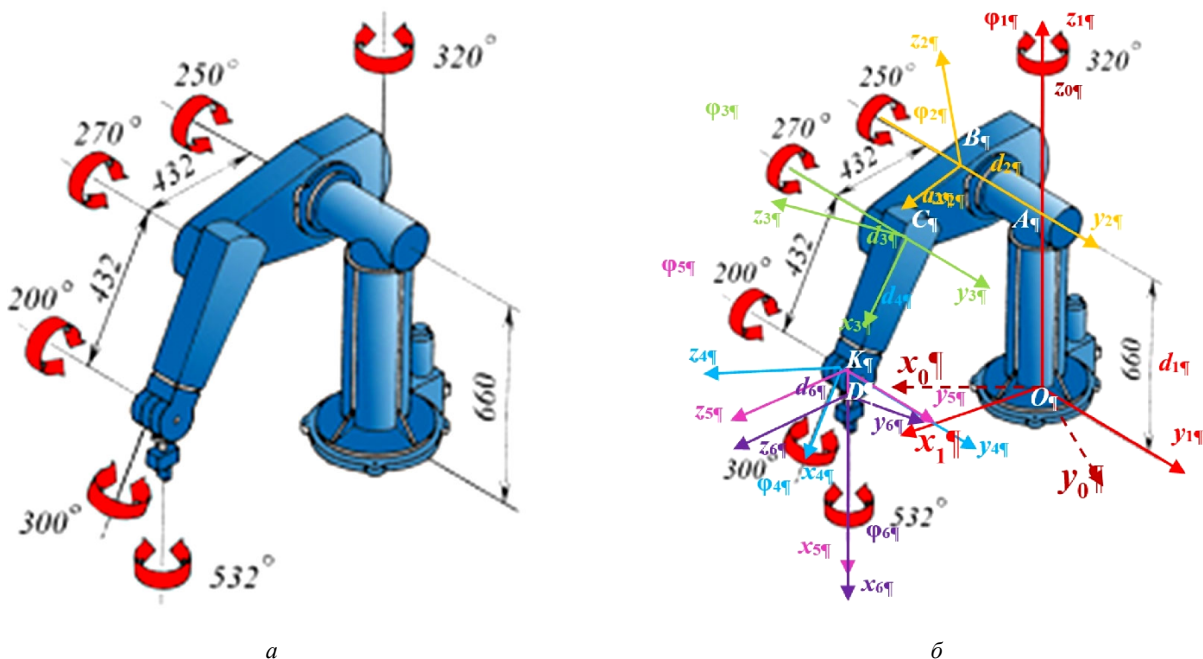 320°
250°
270°
432
432
200°
660
300°
532°
а
φ1¶
z1¶
320°
z2¶
z0¶
250°
φ3¶
φ2¶
270°
B¶
432
d2¶
z3¶
C¶
A¶
y2¶
d3¶
432
φ5¶
200°
d4¶
y3¶
x3¶
660
d1¶
z4¶
K¶
x0¶
d6¶
D
y5¶
O¶
z5¶
y6¶
x1¶
y4¶
y1¶
z6¶
300°
x4¶
y0¶
φ4¶
532°
φ6¶
x5¶
x6¶
б